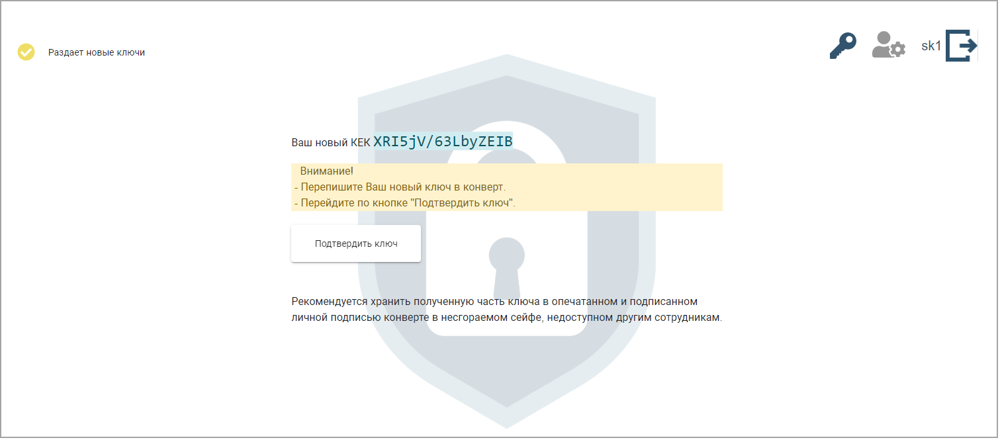 Раздает новые ключи
sk1
Ваш новый КЕК XRI5jV/63LbyZEIB
Внимание!
- Перепишите Ваш новый ключ в конверт.
- Перейдите по кнопке "Подтвердить ключ".
Подтвердить ключ
Рекомендуется хранить полученную часть ключа в опечатанном и подписанном
личной подписью конверте в несгораемом сейфе, недоступном другим сотрудникам.